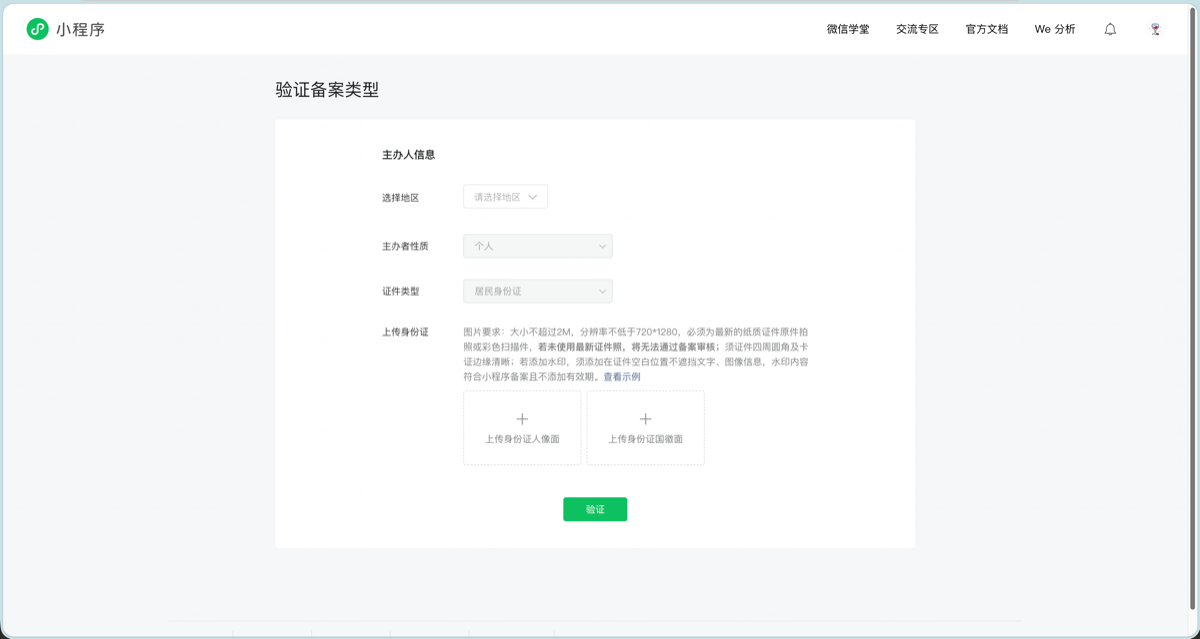 小程序
微信学堂 交流专区 官方文档 We 分析
验证备案类型
主办人信息
选择地区 请选择地区
主办者性质 个人
证件类型 居民身份证
上传身份证 图片要求：大小不超过2M，分辨率不低于720*1280，必须为最新的纸质证件原件拍
照或彩色扫描件，若未使用最新证件照，将无法通过备案审核；须证件四周圆角及卡
证边缘清晰；若添加水印，须添加在证件空白位置不遮挡文字、图像信息，水印内容
符合小程序备案且不添加有效期。查看示例
上传身份证人像面 上传身份证国徽面
验证